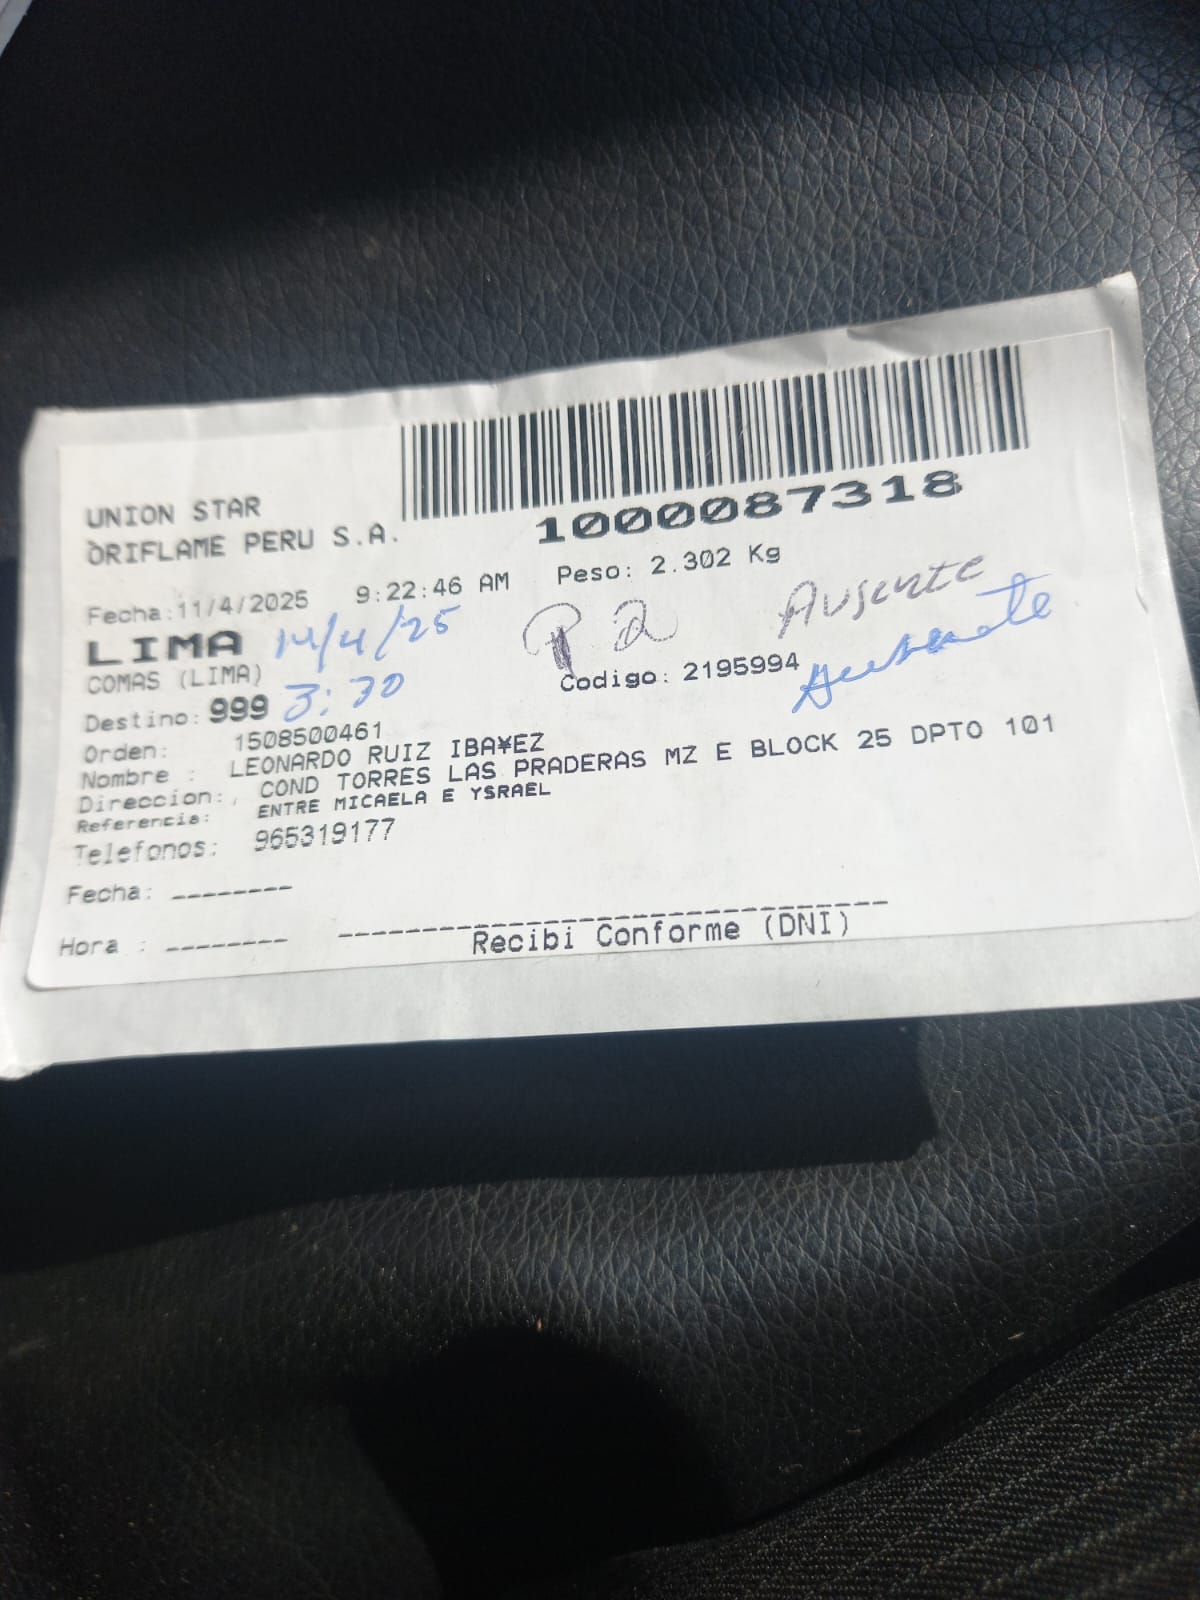 UNION STAR
ORIFLAME PERU S.A.
1000087318
Fecha:11/4/2025 9:22:46 AM Peso: 2.302 Kg
LIMA 14/4/25 P2 Ausente
COMAS (LIMA)
Destino: 999 3:30 Codigo: 2195994 Ausente
Orden: 1508500461
Nombre : LEONARDO RUIZ IBA¥EZ
Direccion: , COND TORRES LAS PRADERAS MZ E BLOCK 25 DPTO 101
Referencia: ENTRE MICAELA E YSRAEL
Telefonos: 965319177
Fecha: --------
Hora : --------
Recibi Conforme (DNI)